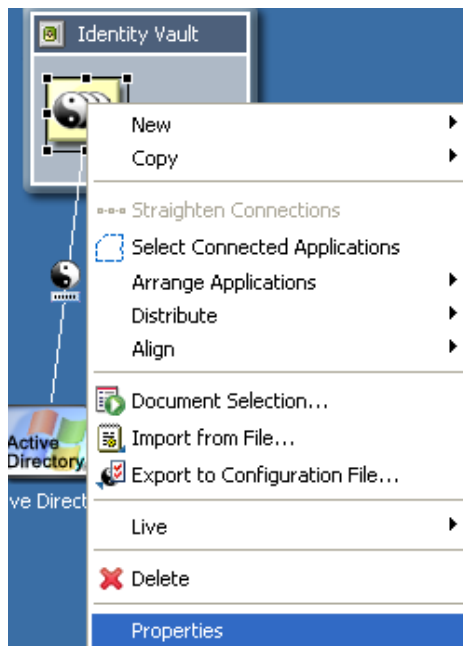 Identity Vault
New
Copy
Straighten Connections
Select Connected Applications
Arrange Applications
Distribute
Align
Document Selection...
Import from File...
Export to Configuration File...
Live
Delete
Properties
Active
Directory
ve Direct